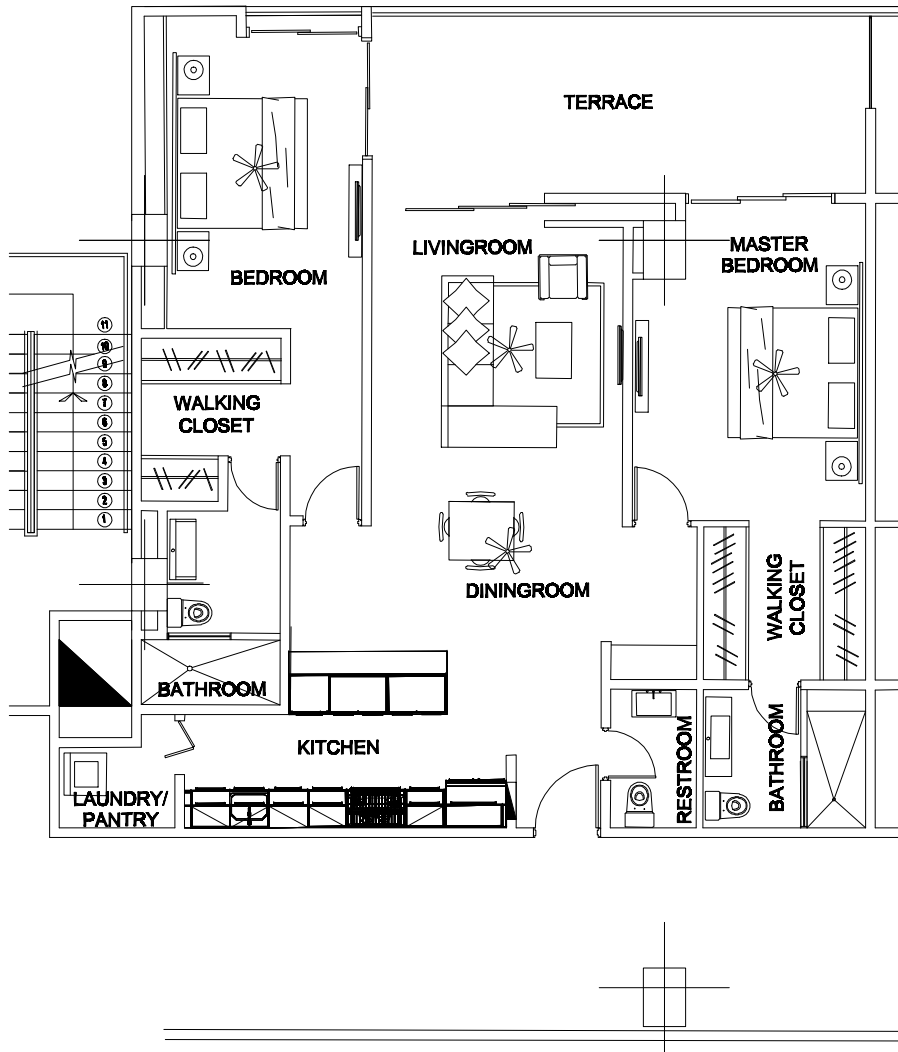 TERRACE
LIVINGROOM
MASTER
BEDROOM
BEDROOM
11
10
9
8
7
6
5
4
3
2
1
WALKING
CLOSET
DININGROOM
WALKING
CLOSET
BATHROOM
KITCHEN
RESTROOM
BATHROOM
LAUNDRY/
PANTRY